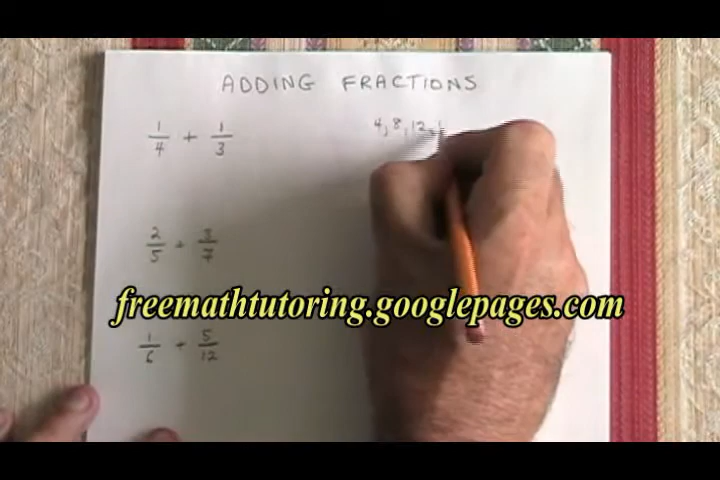 ADDING FRACTIONS
1/4 + 1/3
4, 8, 12, 1
2/5 + 3/7
freemathtutoring.googlepages.com
1/6 + 5/12